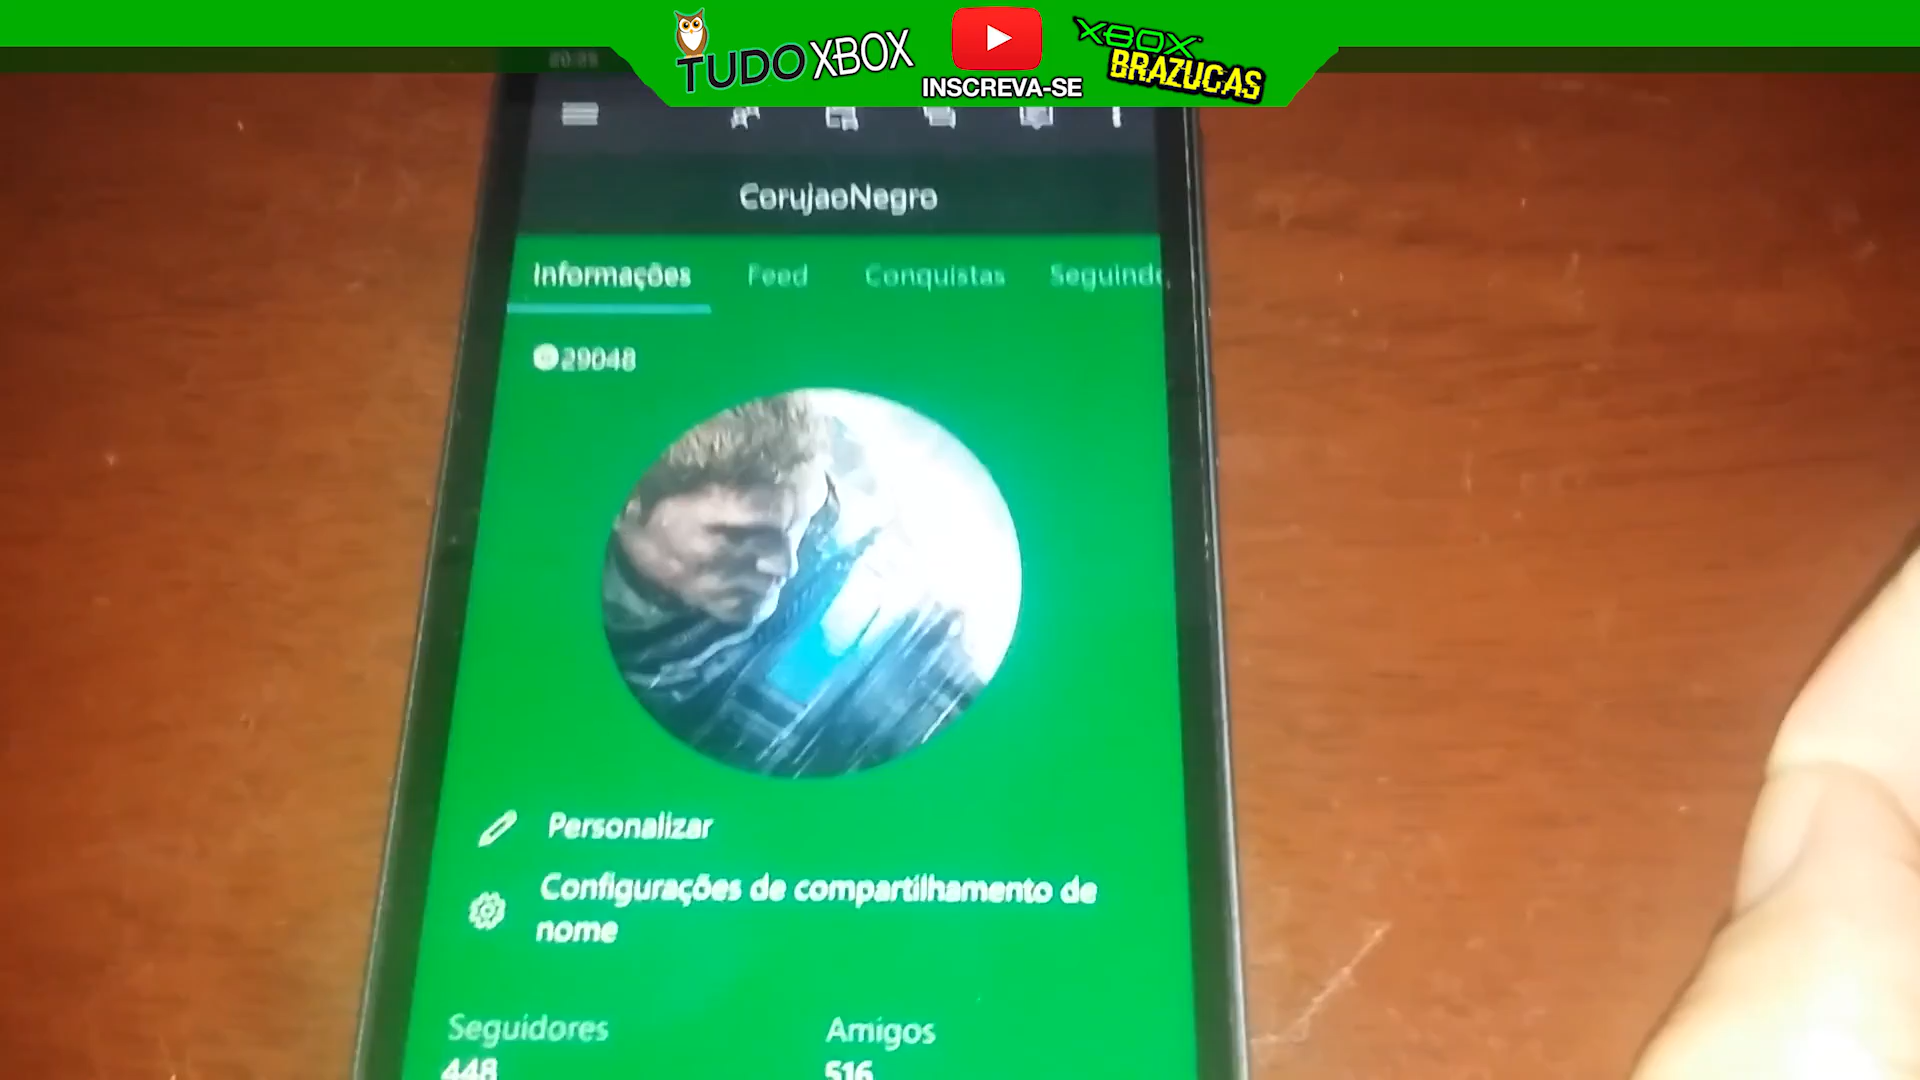 TUDO XBOX
INSCREVA-SE
XBOX
BRAZUCAS
CorujaoNegro
Informações Feed Conquistas Seguindo
29048
Personalizar
Configurações de compartilhamento de
nome
Seguidores Amigos
448 516